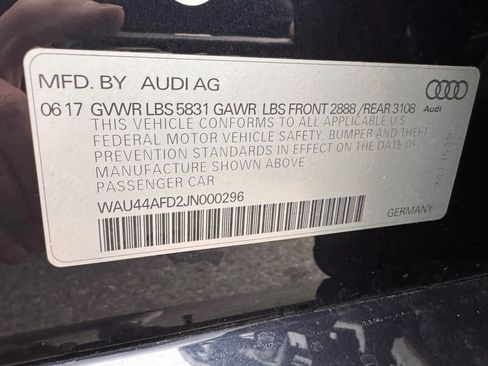 MFD. BY AUDI AG
06 17 GVWR LBS 5831 GAWR LBS FRONT 2888 / REAR 3108
THIS VEHICLE CONFORMS TO ALL APPLICABLE U.S.
FEDERAL MOTOR VEHICLE SAFETY, BUMPER AND THEFT
PREVENTION STANDARDS IN EFFECT ON THE DATE OF
MANUFACTURE SHOWN ABOVE
PASSENGER CAR
WAU44AFD2JN000296
Audi
GERMANY